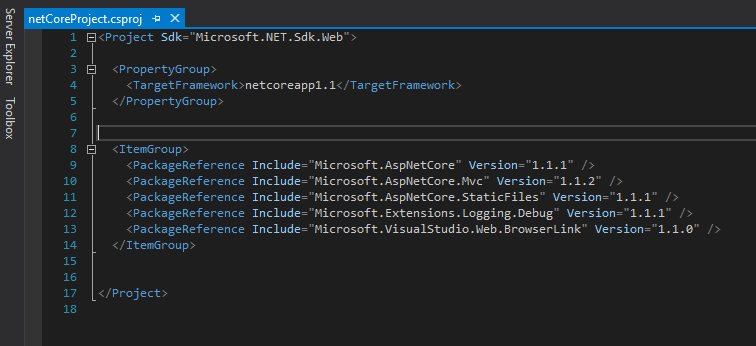 netCoreProject.csproj
Server Explorer
Toolbox
1 <Project Sdk="Microsoft.NET.Sdk.Web">
2
3 <PropertyGroup>
4 <TargetFramework>netcoreapp1.1</TargetFramework>
5 </PropertyGroup>
6
7
8 <ItemGroup>
9 <PackageReference Include="Microsoft.AspNetCore" Version="1.1.1" />
10 <PackageReference Include="Microsoft.AspNetCore.Mvc" Version="1.1.2" />
11 <PackageReference Include="Microsoft.AspNetCore.StaticFiles" Version="1.1.1" />
12 <PackageReference Include="Microsoft.Extensions.Logging.Debug" Version="1.1.1" />
13 <PackageReference Include="Microsoft.VisualStudio.Web.BrowserLink" Version="1.1.0" />
14 </ItemGroup>
15
16
17 </Project>
18